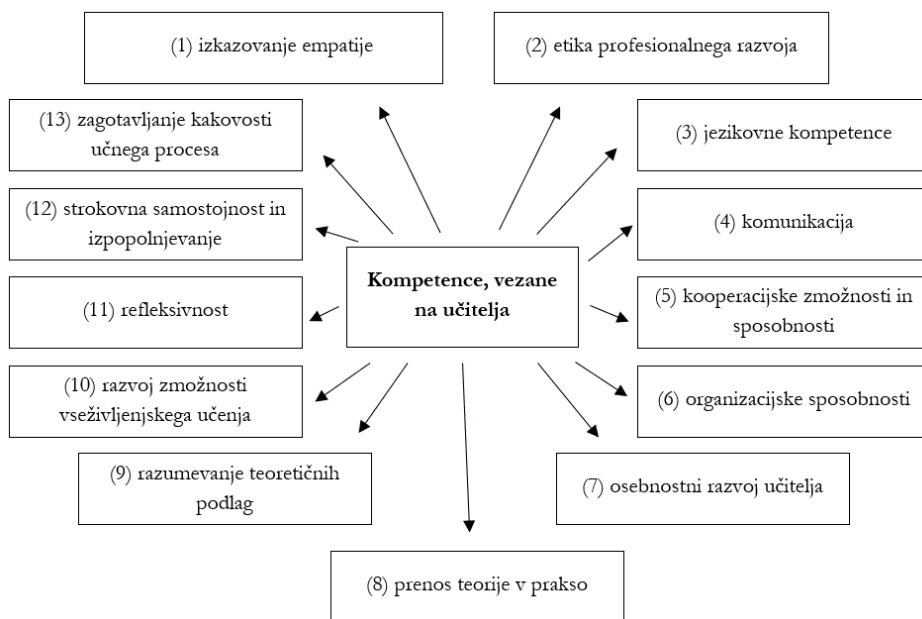 (1) izkazovanje empatije
(2) etika profesionalnega razvoja
(13) zagotavljanje kakovosti
učnega procesa
(3) jezikovne kompetence
(12) strokovna samostojnost in
izpopolnjevanje
(4) komunikacija
Kompetence, vezane
na učitelja
(11) refleksivnost
(5) kooperacijske zmožnosti in
sposobnosti
(10) razvoj zmožnosti
vseživljenjskega učenja
(6) organizacijske sposobnosti
(9) razumevanje teoretičnih
podlag
(7) osebnostni razvoj učitelja
(8) prenos teorije v prakso